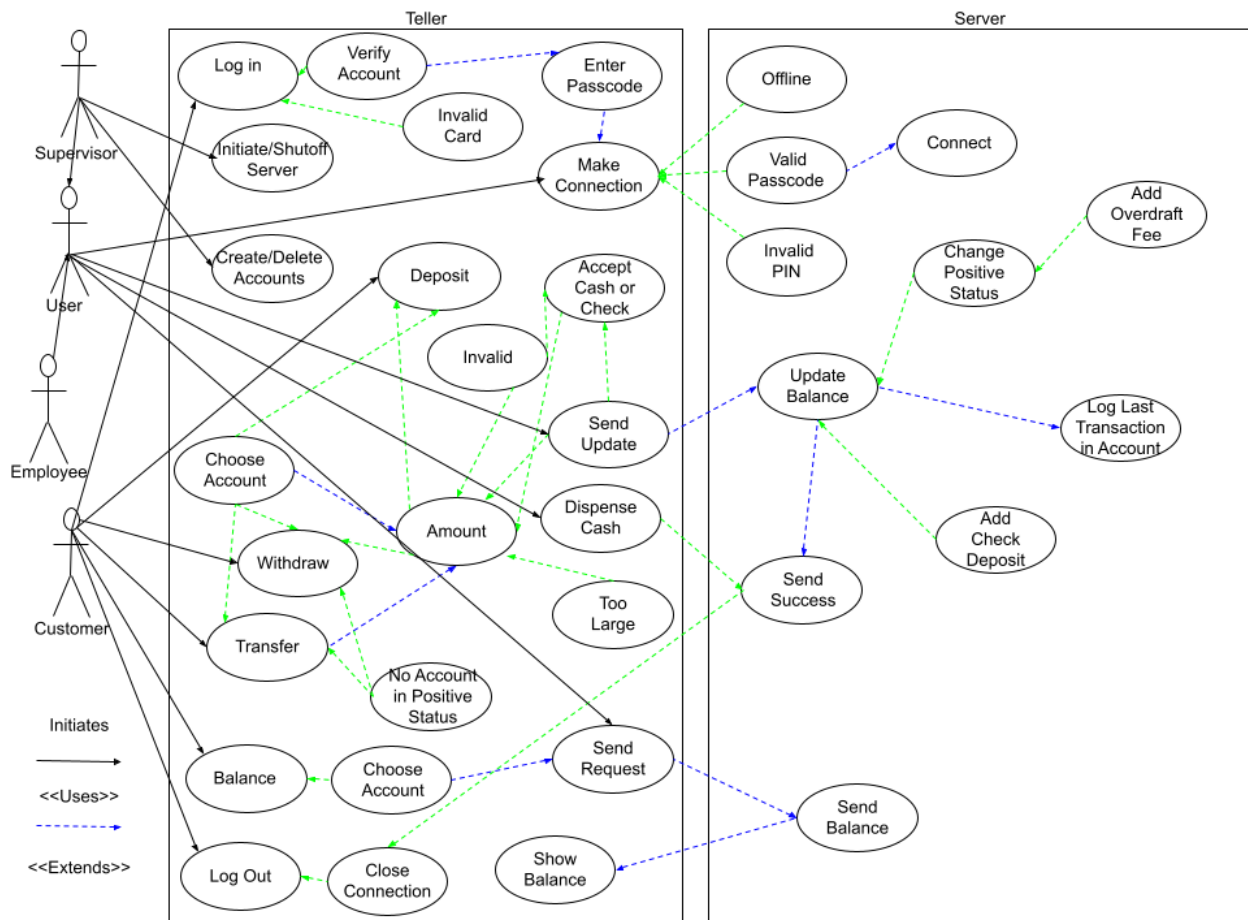 Teller
Server
Log in
Verify
Account
Enter
Passcode
Offline
Invalid
Card
Supervisor
Initiate/Shutoff
Server
Make
Connection
Valid
Passcode
Connect
Add
Overdraft
Fee
User
Create/Delete
Accounts
Deposit
Accept
Cash or
Check
Invalid
PIN
Change
Positive
Status
Invalid
Update
Balance
Employee
Choose
Account
Send
Update
Log Last
Transaction
in Account
Amount
Dispense
Cash
Add
Check
Deposit
Withdraw
Customer
Transfer
Too
Large
Send
Success
No Account
in Positive
Status
Initiates
Balance
Choose
Account
Send
Request
<<Uses>>
Send
Balance
<<Extends>>
Log Out
Close
Connection
Show
Balance